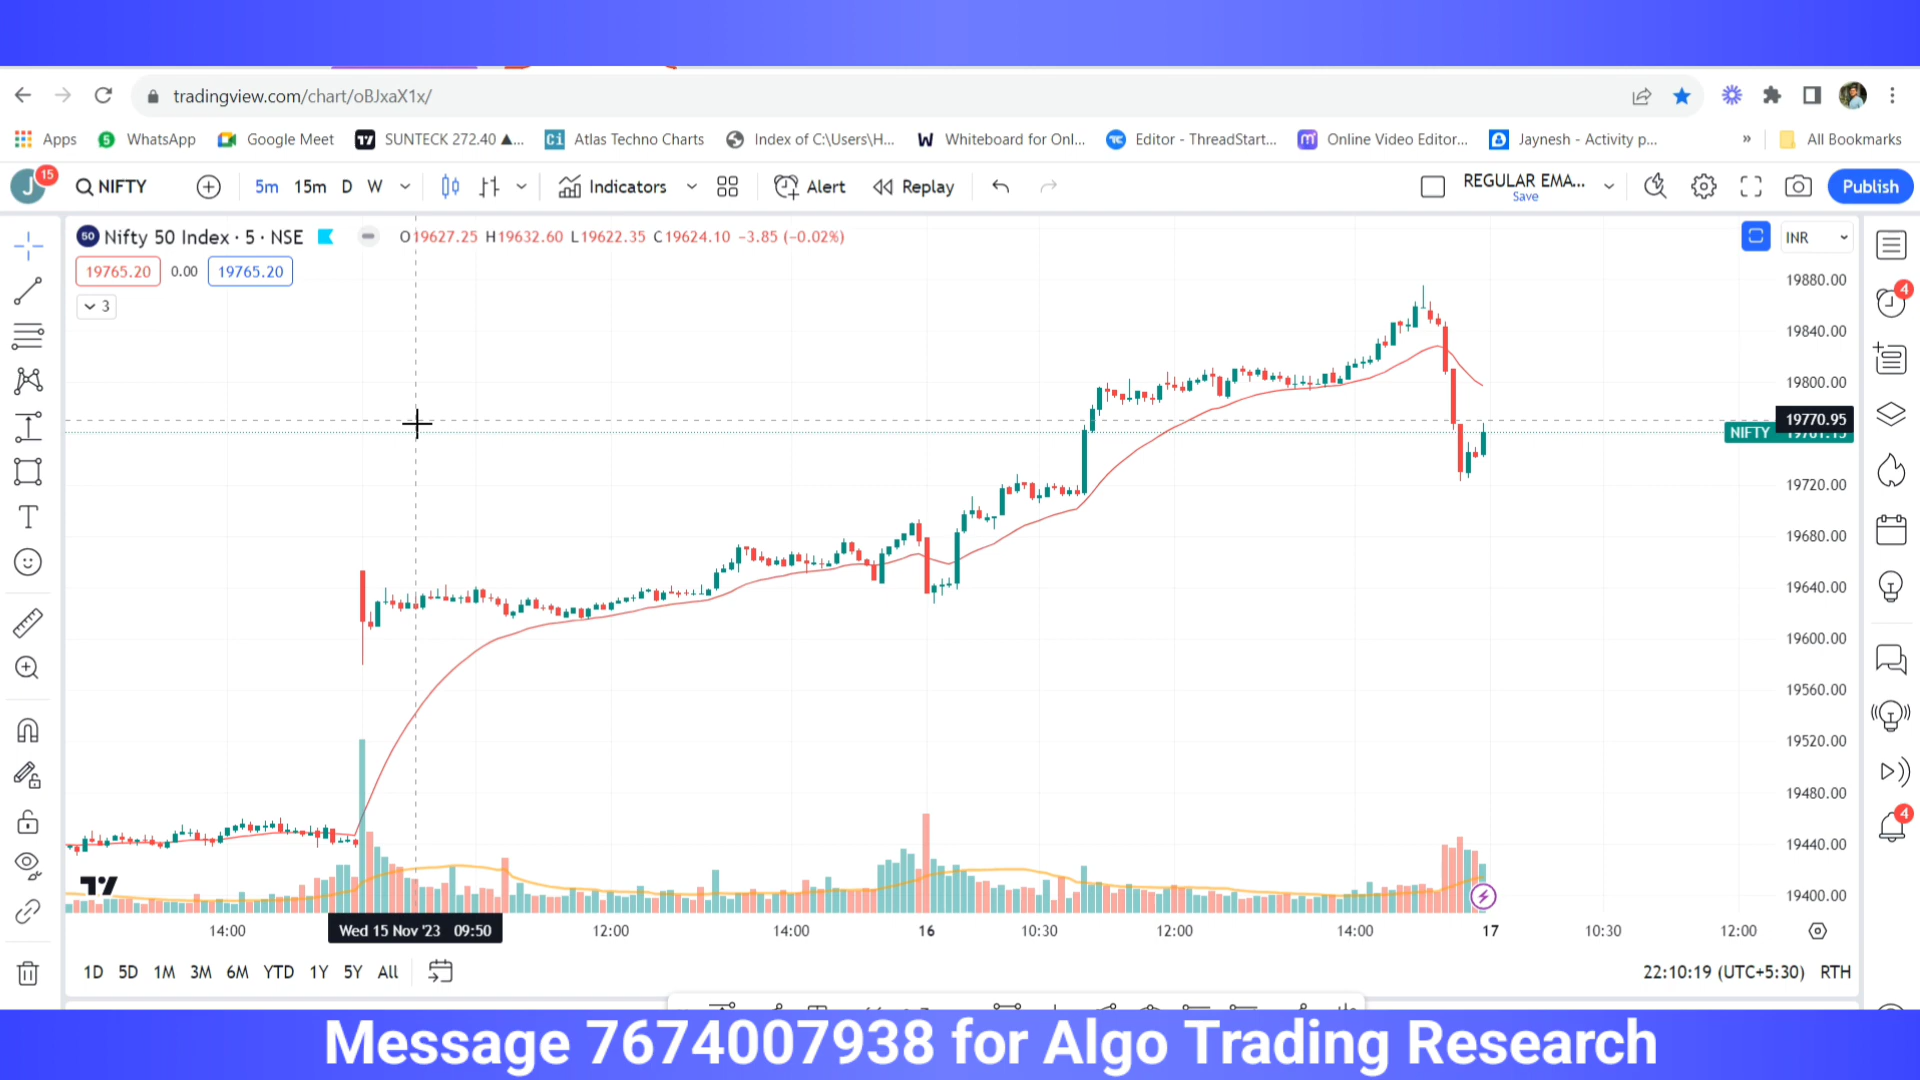 tradingview.com/chart/oBJxaX1x/
Apps WhatsApp Google Meet SUNTECK 272.40 ▲... Atlas Techno Charts Index of C:\Users\H... Whiteboard for Onl... Editor - ThreadStart... Online Video Editor... Jaynesh - Activity p... » All Bookmarks
J 15 NIFTY 5m 15m D W Indicators Alert Replay REGULAR EMA... Publish
Save
50 Nifty 50 Index · 5 · NSE O19627.25 H19632.60 L19622.35 C19624.10 −3.85 (−0.02%) INR
19765.20 0.00 19765.20
3
19880.00
4
19840.00
19800.00
19770.95
NIFTY
19720.00
19680.00
19640.00
19600.00
19560.00
19520.00
19480.00
4
19440.00
19400.00
14:00 Wed 15 Nov '23 09:50 12:00 14:00 16 10:30 12:00 14:00 17 10:30 12:00
1D 5D 1M 3M 6M YTD 1Y 5Y All 22:10:19 (UTC+5:30) RTH
Message 7674007938 for Algo Trading Research